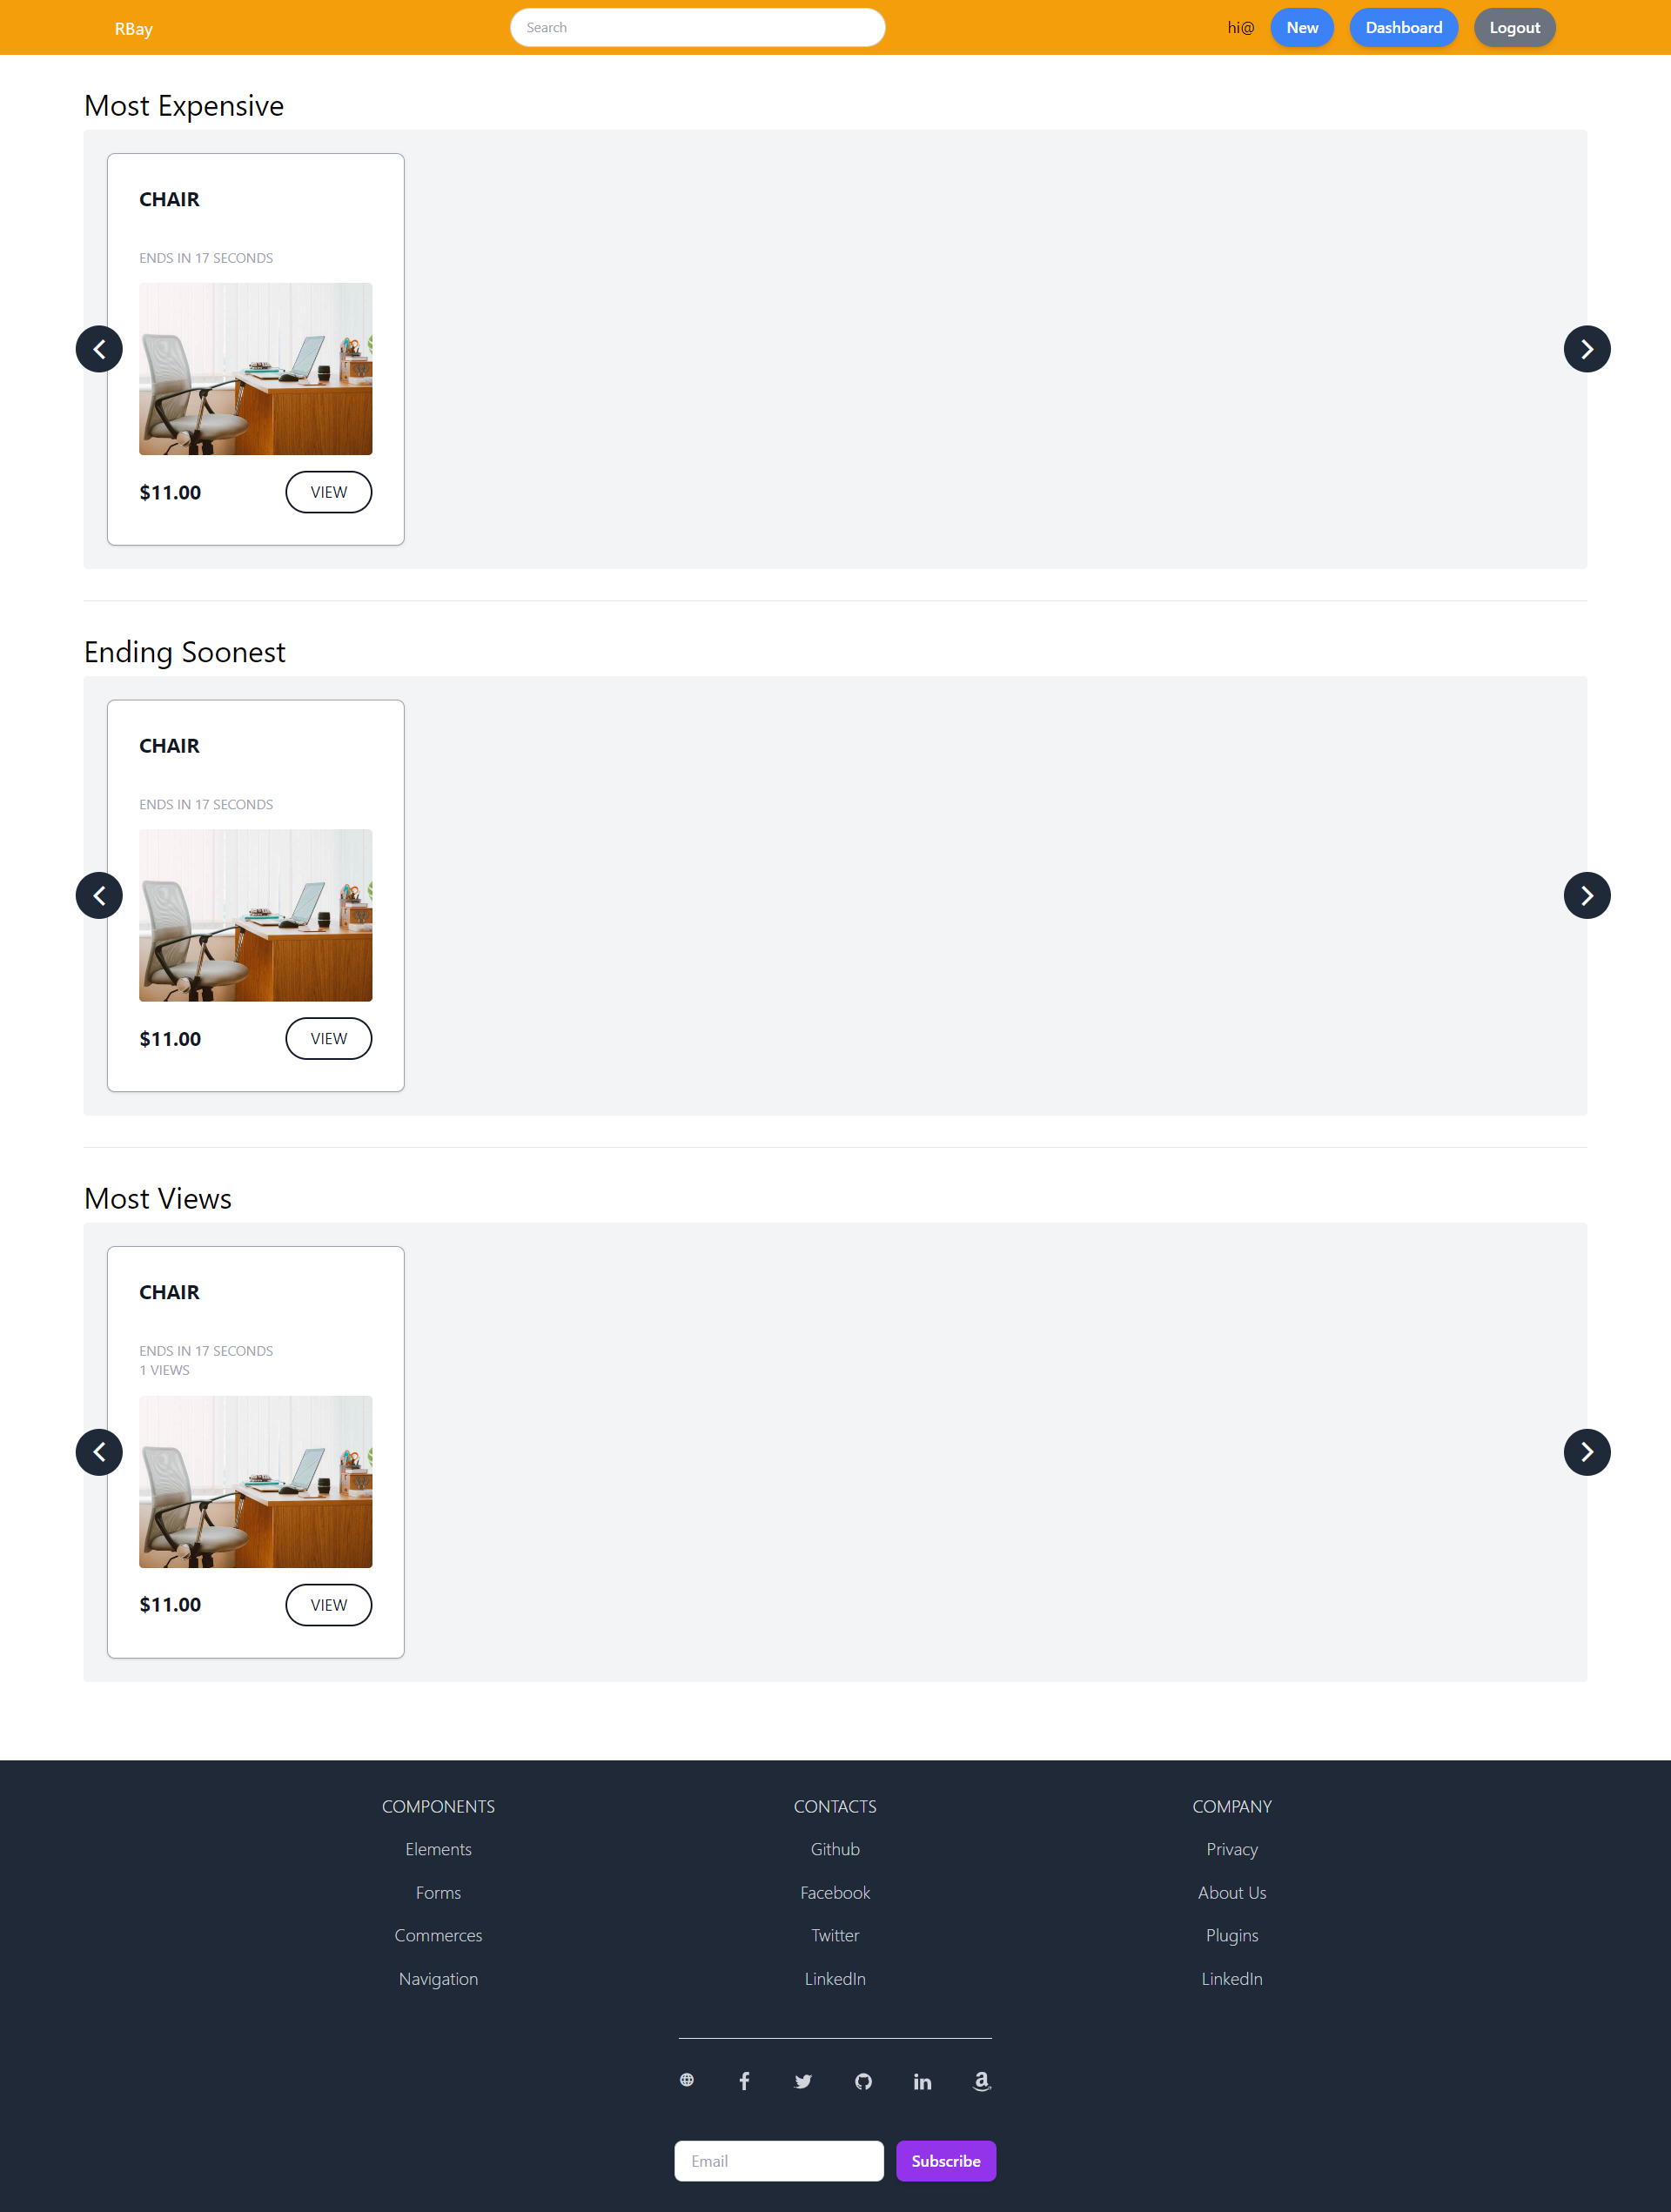 RBay
Search
hi@
New
Dashboard
Logout
Most Expensive
CHAIR
ENDS IN 17 SECONDS
$11.00
VIEW
Ending Soonest
CHAIR
ENDS IN 17 SECONDS
$11.00
VIEW
Most Views
CHAIR
ENDS IN 17 SECONDS
1 VIEWS
$11.00
VIEW
COMPONENTS
Elements
Forms
Commerces
Navigation
CONTACTS
Github
Facebook
Twitter
LinkedIn
COMPANY
Privacy
About Us
Plugins
LinkedIn
Email
Subscribe